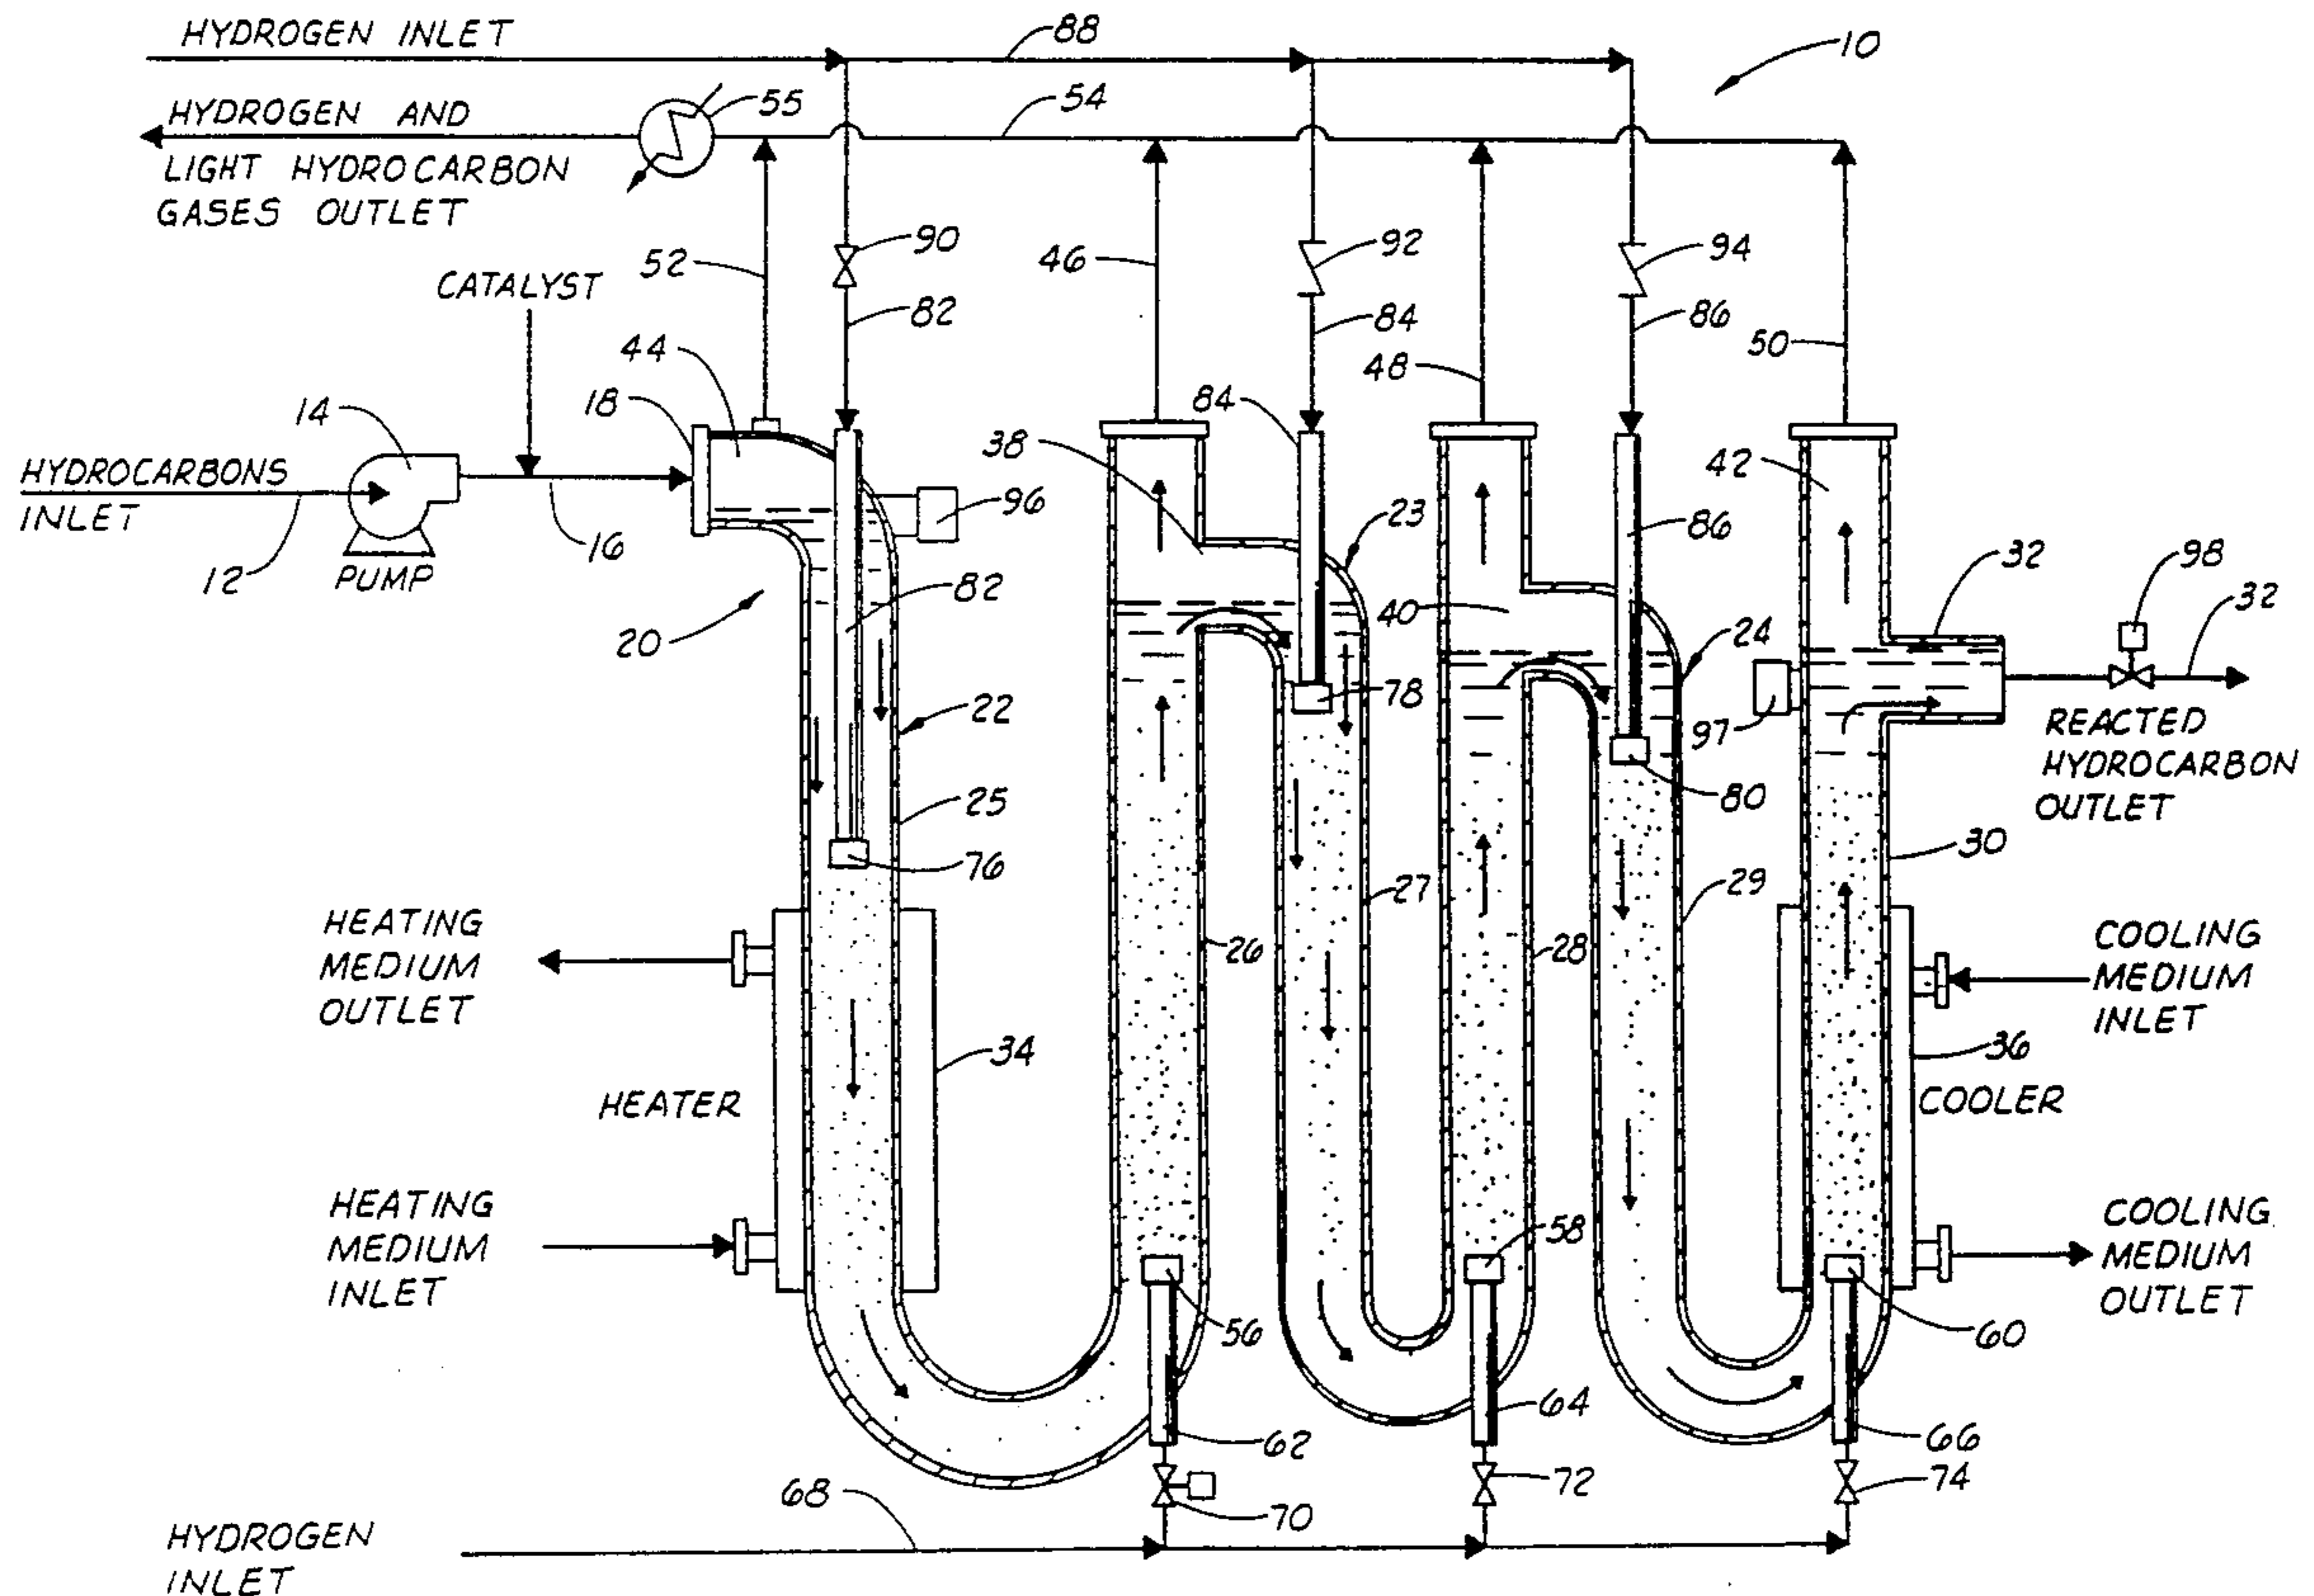 HYDROGEN INLET
88
10
HYDROGEN AND
55
54
LIGHT HYDROCARBON
GASES OUTLET
90
92
94
52
46
CATALYST
82
84
86
44
48
50
18
84
14
38
42
HYDROCARBONS
INLET
96
23
86
98
32
32
12
16
PUMP
82
40
24
20
22
78
97
REACTED
HYDROCARBON
OUTLET
25
80
76
30
27
29
HEATING
MEDIUM
OUTLET
26
28
COOLING
MEDIUM
INLET
34
36
HEATER
COOLER
HEATING
MEDIUM
INLET
58
COOLING
MEDIUM
OUTLET
56
60
64
62
66
68
72
74
70
HYDROGEN
INLET